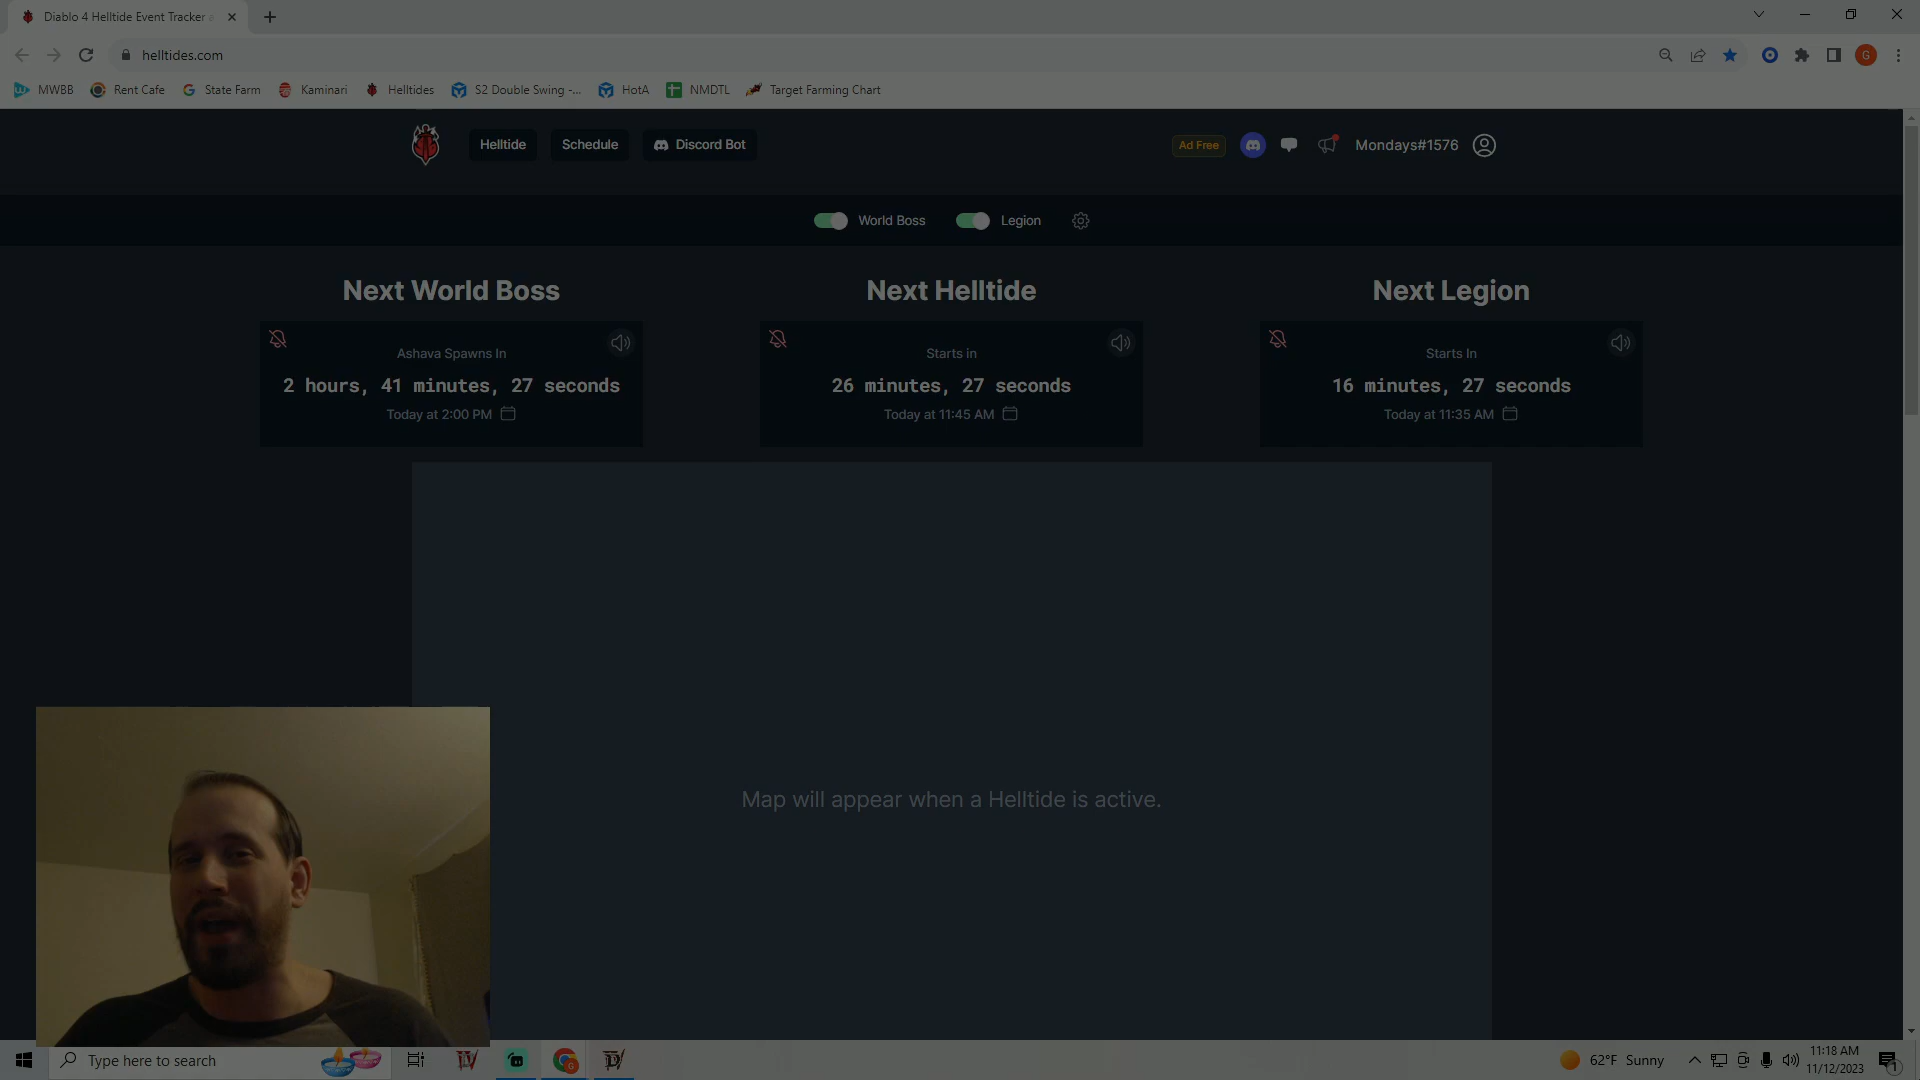 Diablo 4 Helltide Event Tracker
helltides.com
G
MWBB
Rent Cafe
State Farm
Kaminari
Helltides
S2 Double Swing -...
HotA
NMDTL
Target Farming Chart
Helltide
Schedule
Discord Bot
Ad Free
Mondays#1576
World Boss
Legion
Next World Boss
Ashava Spawns In
2 hours, 41 minutes, 27 seconds
Today at 2:00 PM
Next Helltide
Starts in
26 minutes, 27 seconds
Today at 11:45 AM
Next Legion
Starts In
16 minutes, 27 seconds
Today at 11:35 AM
Map will appear when a Helltide is active.
Type here to search
62°F Sunny
11:18 AM
11/12/2023
1